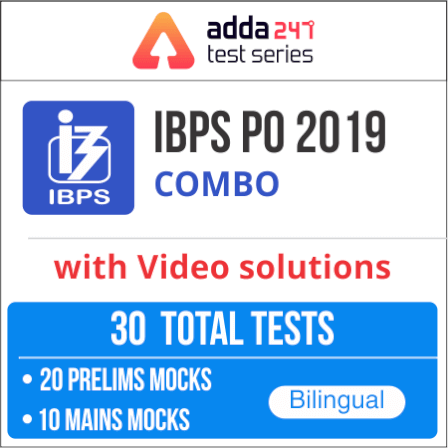 adda 247
test series
IBPS
IBPS PO 2019
COMBO
with Video solutions
30 TOTAL TESTS
• 20 PRELIMS MOCKS
• 10 MAINS MOCKS
Bilingual